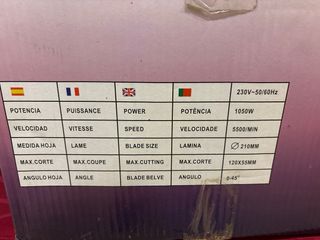 230V~50/60Hz
POTENCIA PUISSANCE POWER POTÊNCIA 1050W
VELOCIDAD VITESSE SPEED VELOCIDADE 5500/MIN
MEDIDA HOJA LAME BLADE SIZE LAMINA Ø 210MM
MAX.CORTE MAX.COUPE MAX.CUTTING MAX.CORTE 120X55MM
ANGULO HOJA ANGLE BLADE BELVE ANGULO 0-45°